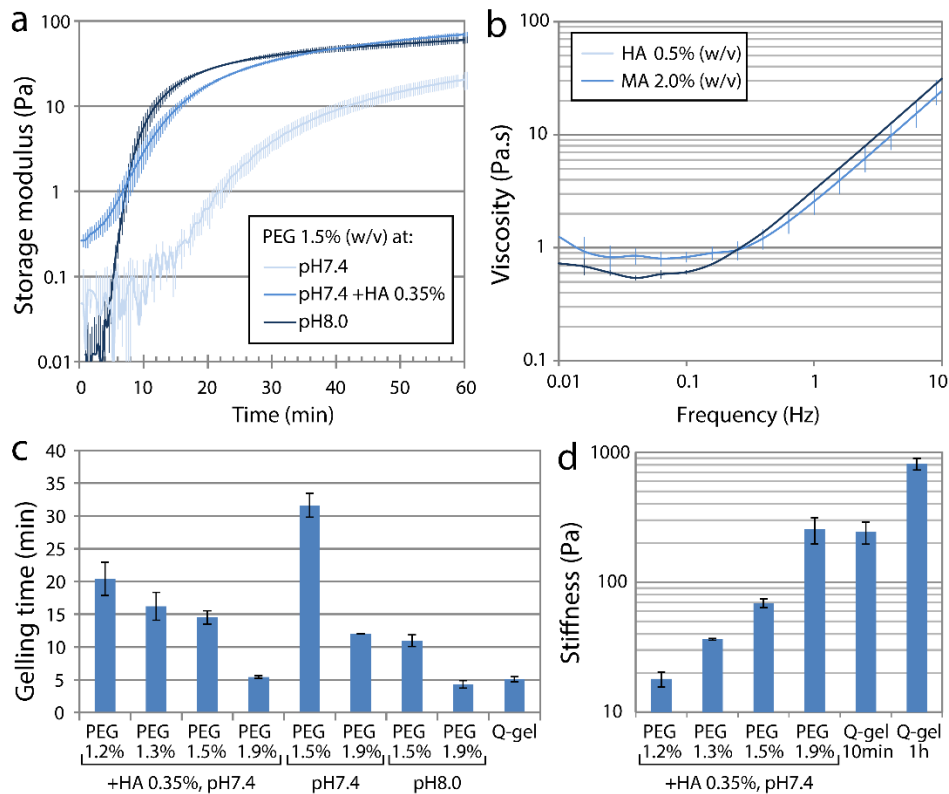 a
Storage modulus (Pa)
100
10
1
0.1
0.01
PEG 1.5% (w/v) at:
pH7.4
pH7.4 +HA 0.35%
pH8.0
0 10 20 30 40 50 60
Time (min)
b
Viscosity (Pa.s)
100
10
1
0.1
HA 0.5% (w/v)
MA 2.0% (w/v)
0.01 0.1 1 10
Frequency (Hz)
c
Gelling time (min)
40
35
30
25
20
15
10
5
0
PEG PEG PEG PEG PEG PEG PEG PEG Q-gel
1.2% 1.3% 1.5% 1.9% 1.5% 1.9% 1.5% 1.9%
+HA 0.35%, pH7.4 pH7.4 pH8.0
d
Stiffness (Pa)
1000
100
10
PEG PEG PEG PEG Q-gel Q-gel
1.2% 1.3% 1.5% 1.9% 10min 1h
+HA 0.35%, pH7.4